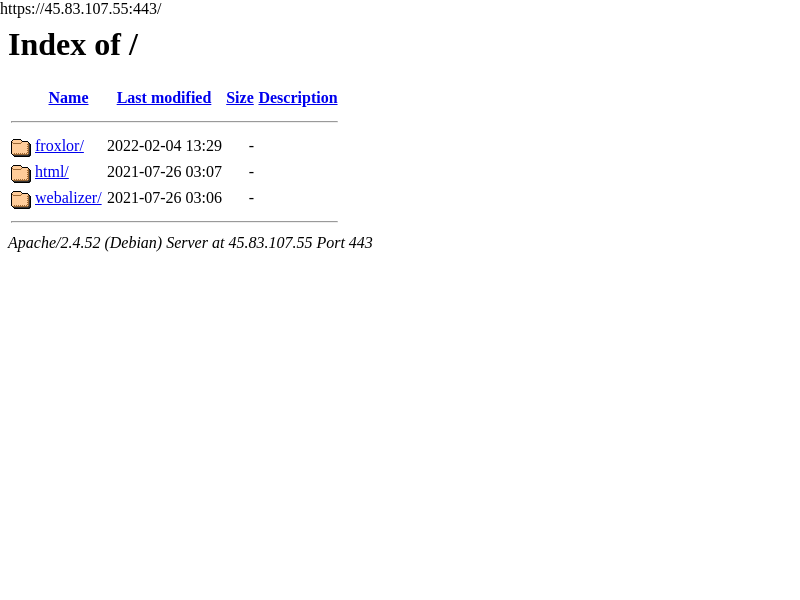 https://45.83.107.55:443/
Index of /
Name Last modified Size Description
froxlor/ 2022-02-04 13:29 -
html/ 2021-07-26 03:07 -
webalizer/ 2021-07-26 03:06 -
Apache/2.4.52 (Debian) Server at 45.83.107.55 Port 443